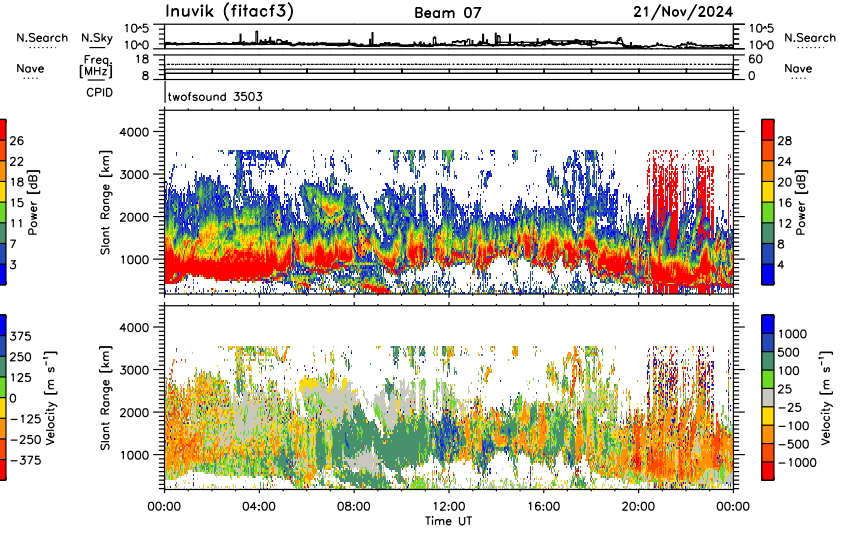 Inuvik (fitacf3)
Beam 07
21/Nov/2024
N.Search
N.Sky
10^5
10^0
10^5
10^0
N.Search
Nave
Freq.
[MHz]
18
8
60
0
Nave
CPID
twofsound 3503
26
22
18
15
11
7
3
Power [dB]
4000
3000
2000
1000
Slant Range [km]
28
24
20
16
12
8
4
Power [dB]
375
250
125
0
-125
-250
-375
Velocity [m s⁻¹]
4000
3000
2000
1000
Slant Range [km]
1000
500
100
25
-25
-100
-500
-1000
Velocity [m s⁻¹]
00:00
04:00
08:00
12:00
16:00
20:00
00:00
Time UT